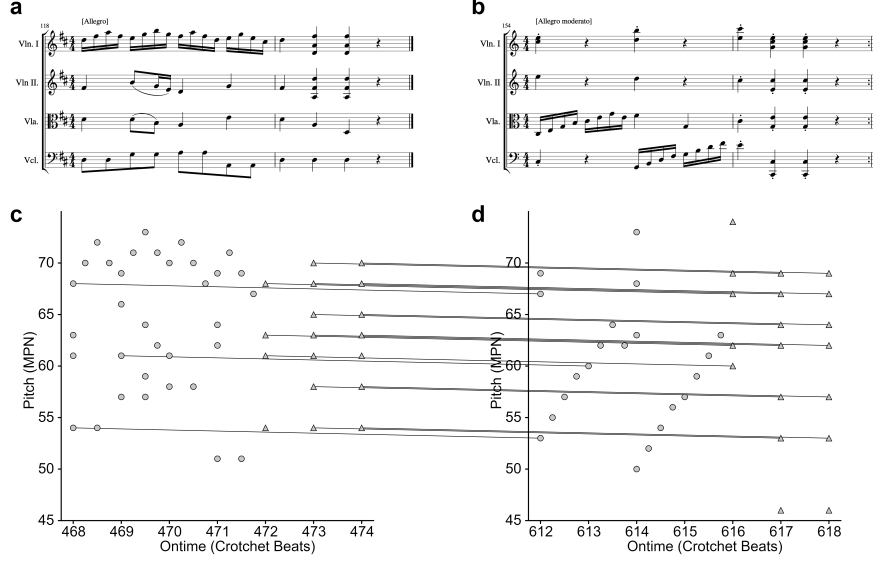 a
118
[Allegro]
Vln. I
Vln II.
Vla.
Vcl.
b
154
[Allegro moderato]
Vln. I
Vln. II
Vla.
Vcl.
c
Pitch (MPN)
70
65
60
55
50
45
468 469 470 471 472 473 474
Ontime (Crotchet Beats)
d
Pitch (MPN)
70
65
60
55
50
45
612 613 614 615 616 617 618
Ontime (Crotchet Beats)